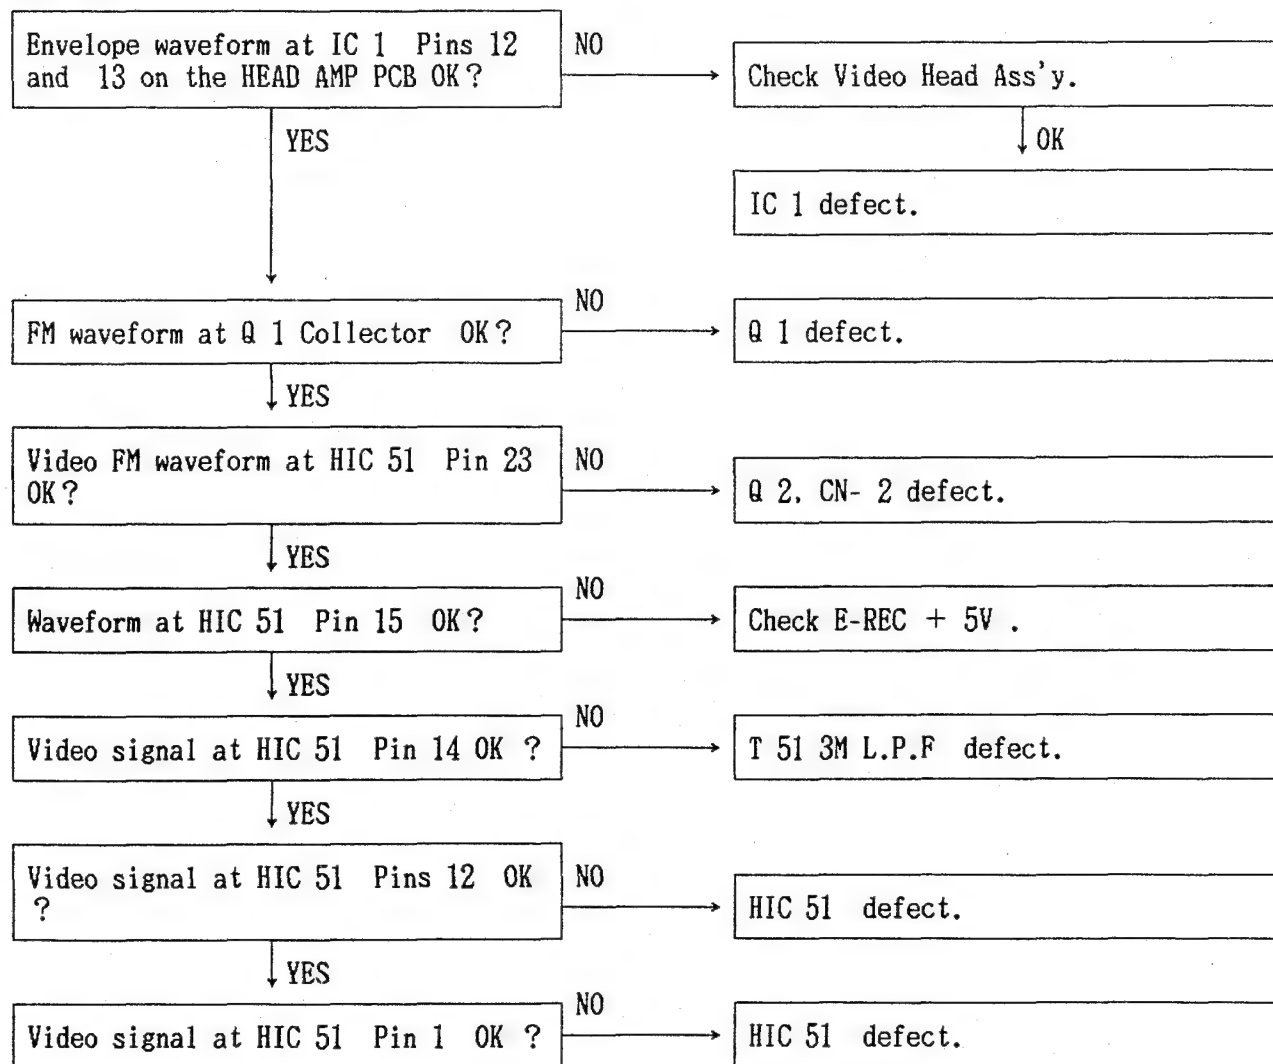 Envelope waveform at IC 1 Pins 12
and 13 on the HEAD AMP PCB OK?
NO
Check Video Head Ass'y.
YES
OK
IC 1 defect.
FM waveform at Q 1 Collector OK?
NO
Q 1 defect.
YES
Video FM waveform at HIC 51 Pin 23
OK?
NO
Q 2. CN- 2 defect.
YES
Waveform at HIC 51 Pin 15 OK?
NO
Check E-REC + 5V .
YES
Video signal at HIC 51 Pin 14 OK ?
NO
T 51 3M L.P.F defect.
YES
Video signal at HIC 51 Pins 12 OK
?
NO
HIC 51 defect.
YES
Video signal at HIC 51 Pin 1 OK ?
NO
HIC 51 defect.